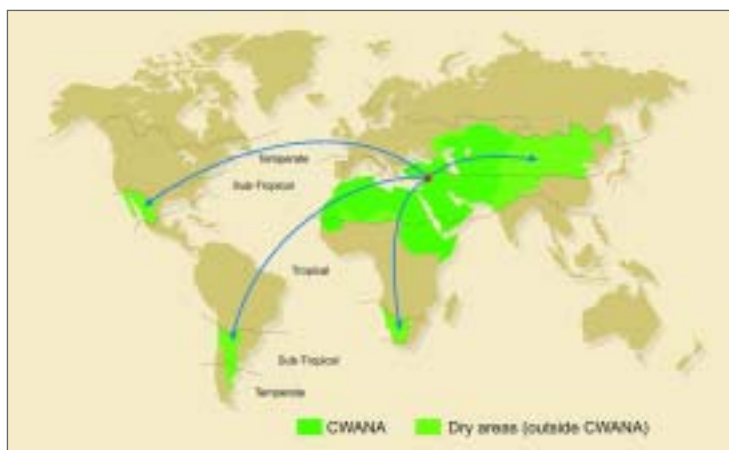 Temperate
Sub-Tropical
Tropical
Sub-Tropical
Temperate
CWANA
Dry areas (outside CWANA)